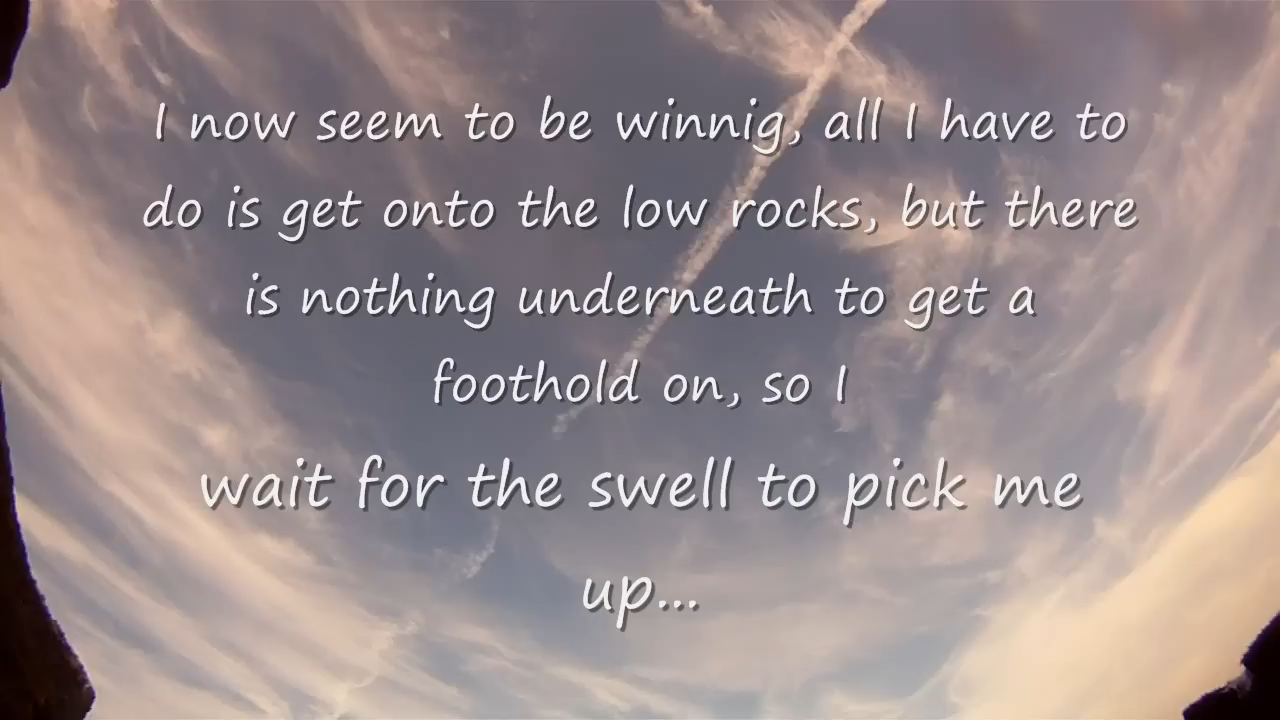 I now seem to be winnig, all I have to
do is get onto the low rocks, but there
is nothing underneath to get a
foothold on, so I
wait for the swell to pick me
up...